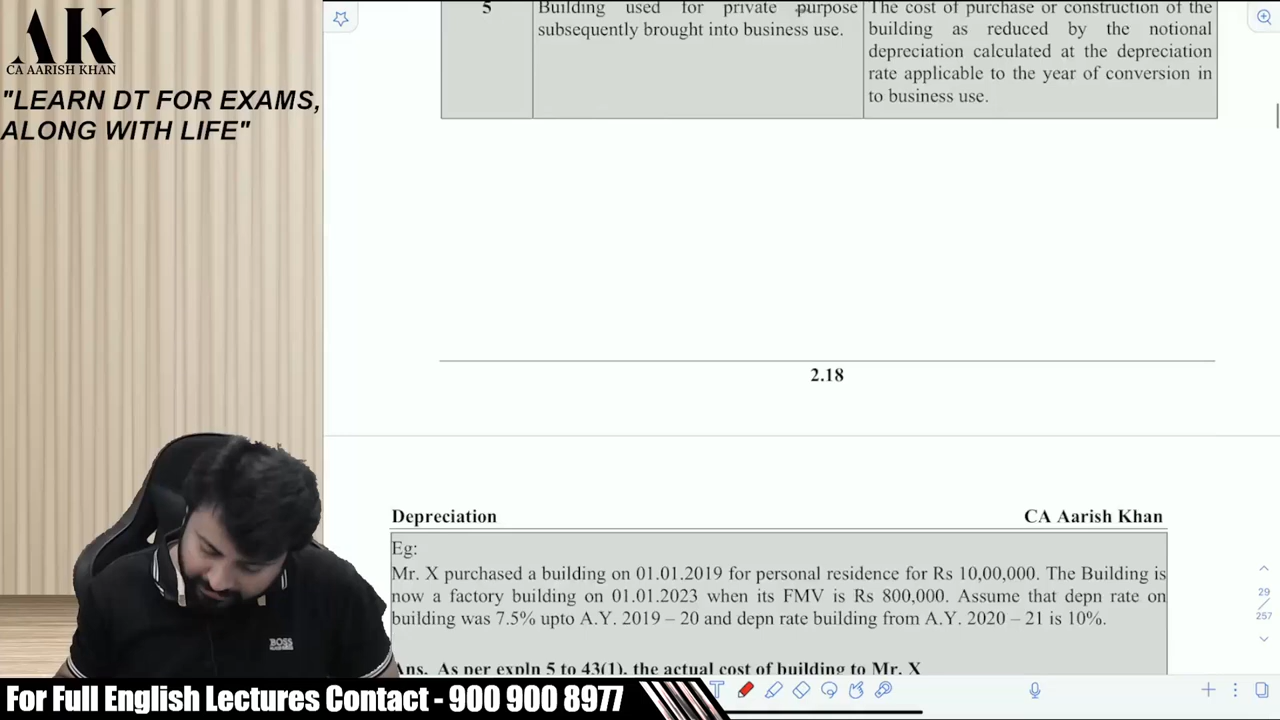 AK
CA AARISH KHAN
"LEARN DT FOR EXAMS,
ALONG WITH LIFE"
5
Building used for private purpose
subsequently brought into business use.
The cost of purchase or construction of the
building as reduced by the notional
depreciation calculated at the depreciation
rate applicable to the year of conversion in
to business use.
2.18
Depreciation
CA Aarish Khan
Eg:
Mr. X purchased a building on 01.01.2019 for personal residence for Rs 10,00,000. The Building is
now a factory building on 01.01.2023 when its FMV is Rs 800,000. Assume that depn rate on
building was 7.5% upto A.Y. 2019 – 20 and depn rate building from A.Y. 2020 – 21 is 10%.
Ans. As per expln 5 to 43(1), the actual cost of building to Mr. X
29
/
257
BOSS
For Full English Lectures Contact - 900 900 8977